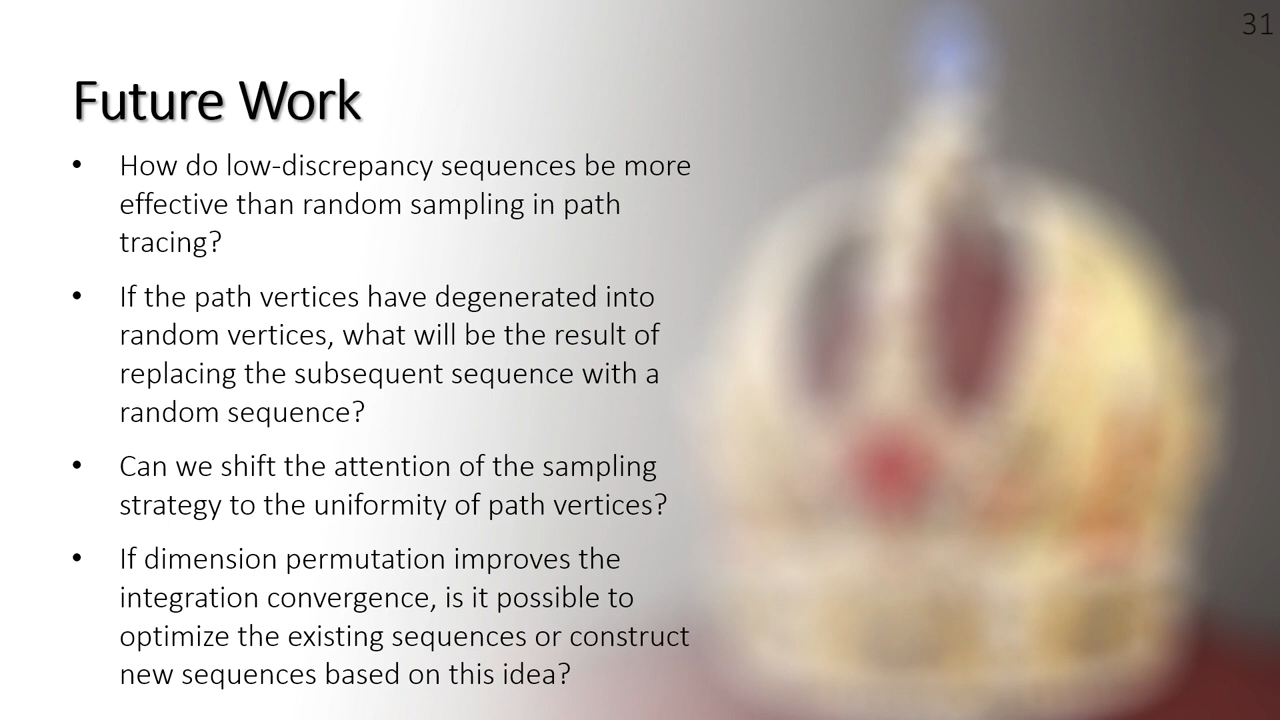 31
Future Work
• How do low-discrepancy sequences be more
effective than random sampling in path
tracing?
• If the path vertices have degenerated into
random vertices, what will be the result of
replacing the subsequent sequence with a
random sequence?
• Can we shift the attention of the sampling
strategy to the uniformity of path vertices?
• If dimension permutation improves the
integration convergence, is it possible to
optimize the existing sequences or construct
new sequences based on this idea?